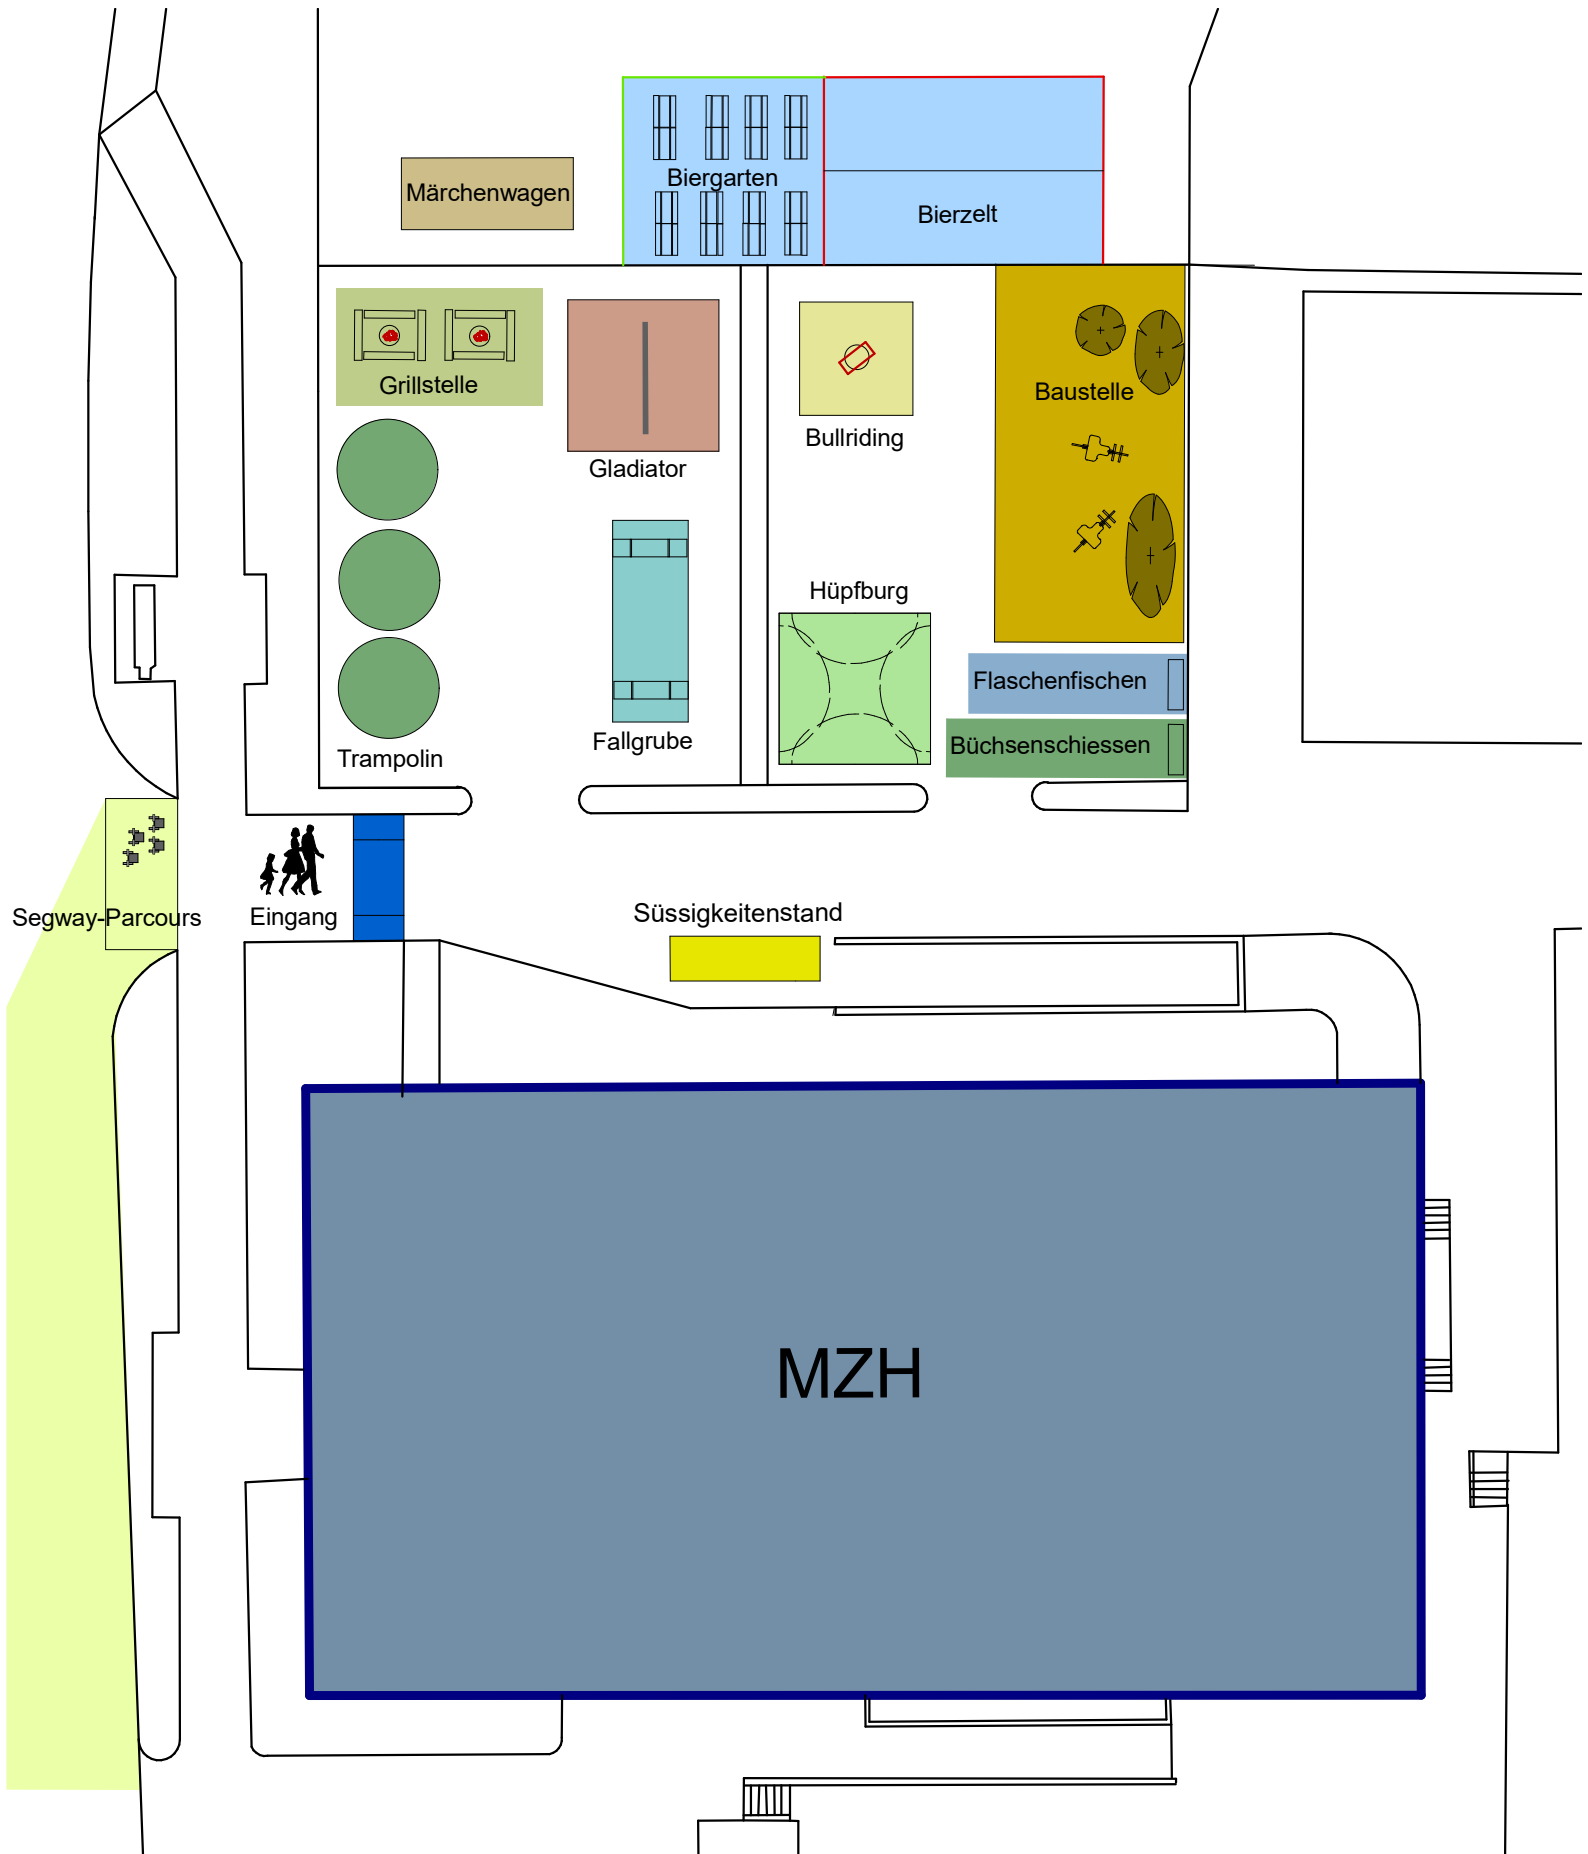 Biergarten
Märchenwagen
Bierzelt
Grillstelle
Baustelle
Bullriding
Gladiator
Hüpfburg
Flaschenfischen
Fallgrube
Büchsenschiessen
Trampolin
Segway-Parcours
Eingang
Süssigkeitenstand
MZH